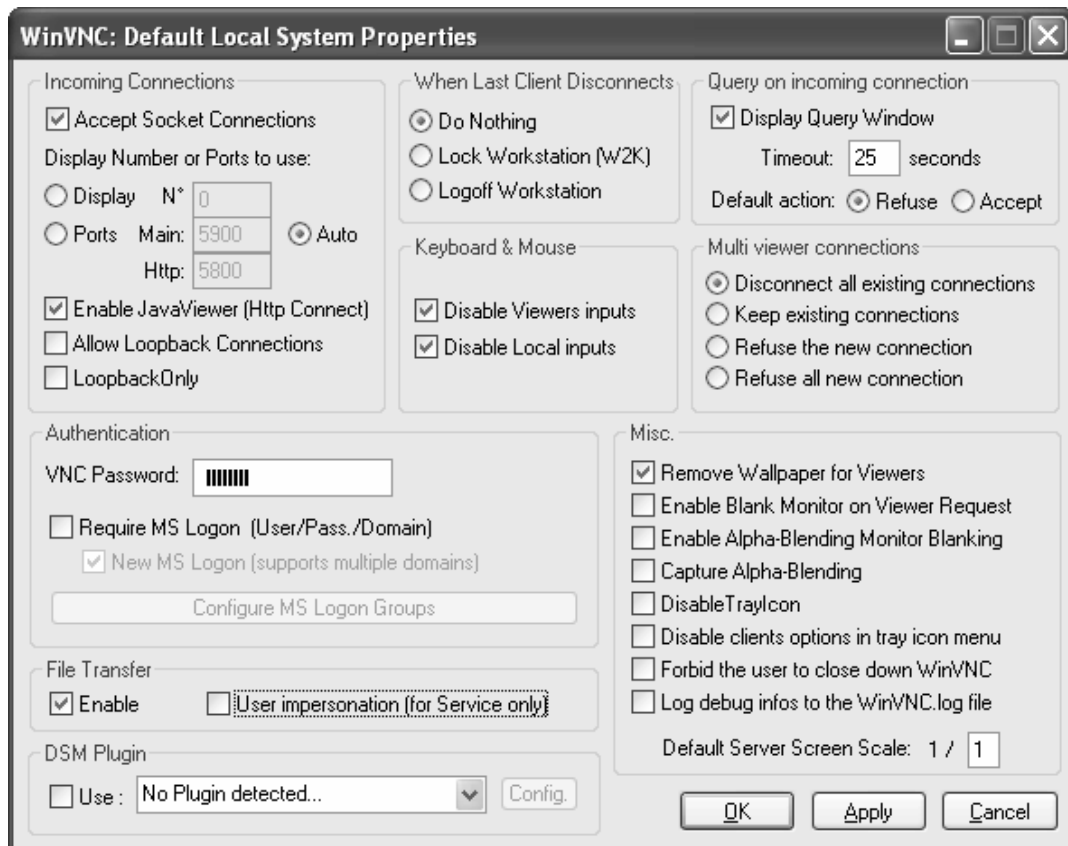 WinVNC: Default Local System Properties
Incoming Connections
Accept Socket Connections
Display Number or Ports to use:
Display N° 0
Ports Main: 5900 Auto
Http: 5800
Enable JavaViewer (Http Connect)
Allow Loopback Connections
LoopbackOnly
When Last Client Disconnects
Do Nothing
Lock Workstation (W2K)
Logoff Workstation
Keyboard & Mouse
Disable Viewers inputs
Disable Local inputs
Query on incoming connection
Display Query Window
Timeout: 25 seconds
Default action: Refuse Accept
Multi viewer connections
Disconnect all existing connections
Keep existing connections
Refuse the new connection
Refuse all new connection
Authentication
VNC Password:
Require MS Logon (User/Pass./Domain)
New MS Logon (supports multiple domains)
Configure MS Logon Groups
File Transfer
Enable User impersonation (for Service only)
DSM Plugin
Use : No Plugin detected... Config.
Misc.
Remove Wallpaper for Viewers
Enable Blank Monitor on Viewer Request
Enable Alpha-Blending Monitor Blanking
Capture Alpha-Blending
DisableTrayIcon
Disable clients options in tray icon menu
Forbid the user to close down WinVNC
Log debug infos to the WinVNC.log file
Default Server Screen Scale: 1 / 1
OK Apply Cancel